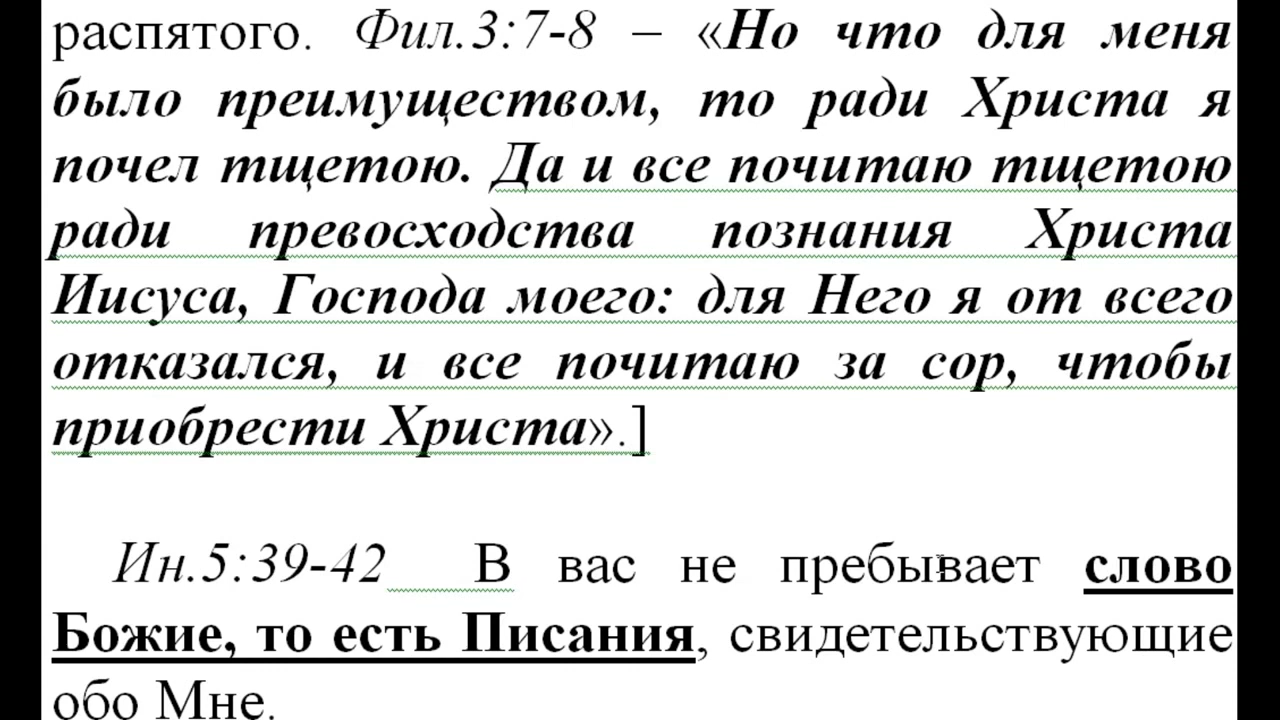 распятого. Фил.3:7-8 – «Но что для меня
было преимуществом, то ради Христа я
почел тщетою. Да и все почитаю тщетою
ради превосходства познания Христа
Иисуса, Господа моего: для Него я от всего
отказался, и все почитаю за сор, чтобы
приобрести Христа».]
Ин.5:39-42 В вас не пребывает слово
Божие, то есть Писания, свидетельствующие
обо Мне.